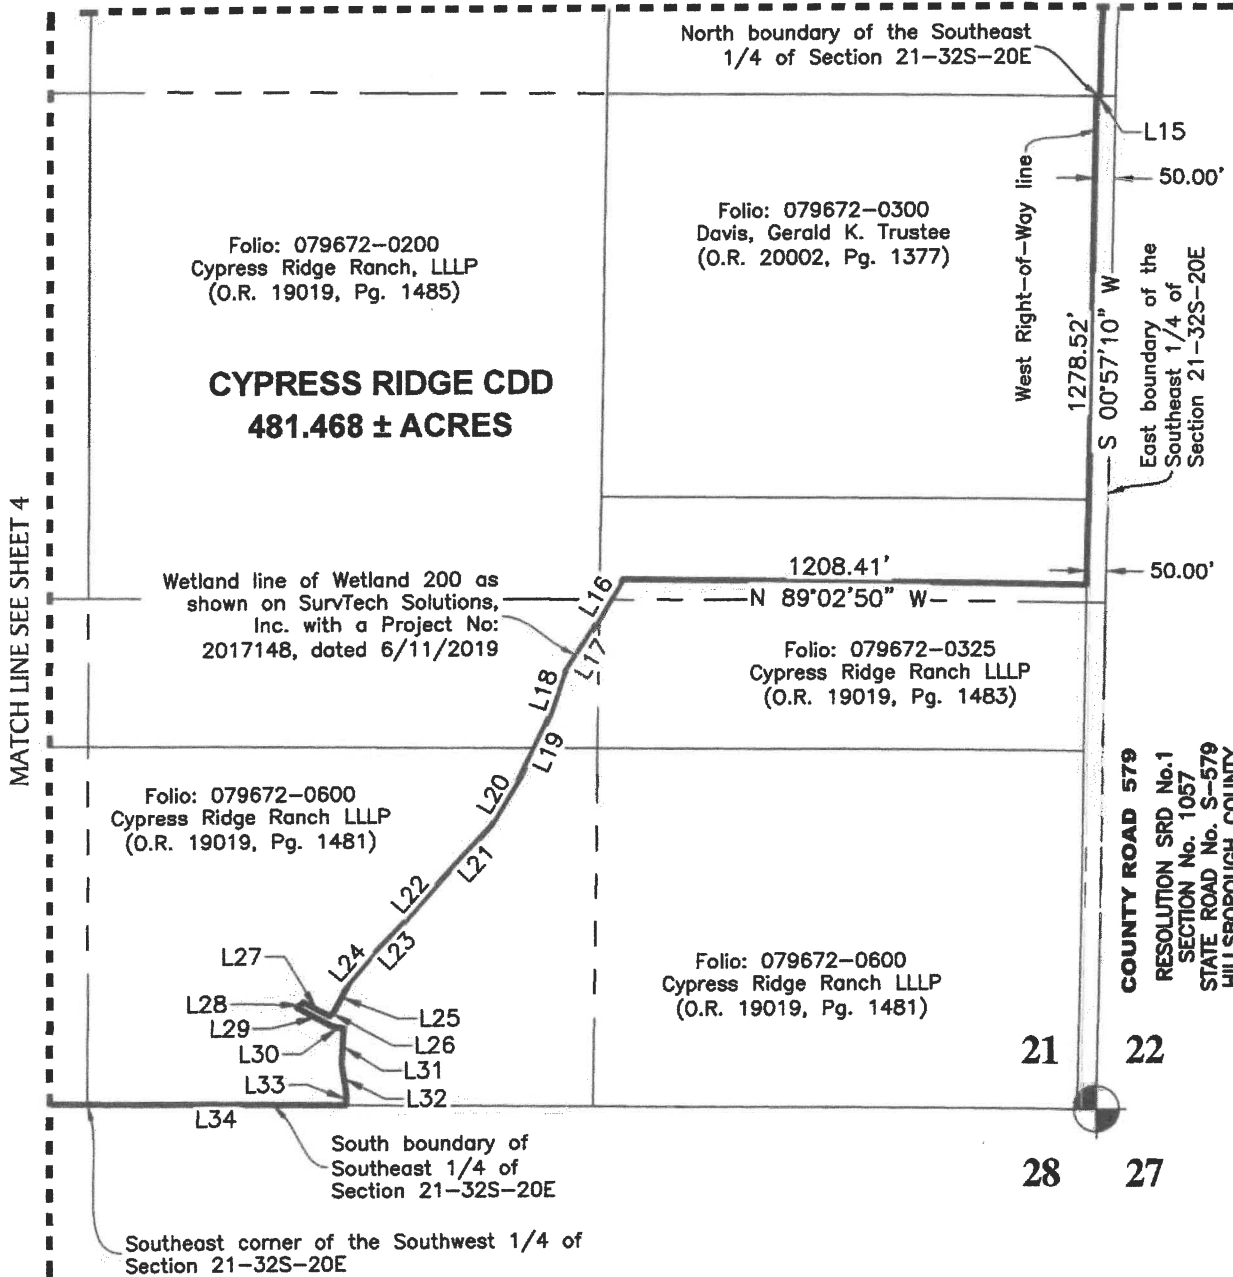 North boundary of the Southeast
1/4 of Section 21-32S-20E
L15
50.00'
West Right-of-Way line
Folio: 079672-0300
Davis, Gerald K. Trustee
(O.R. 20002, Pg. 1377)
Folio: 079672-0200
Cypress Ridge Ranch, LLLP
(O.R. 19019, Pg. 1485)
1278.52'
S 00°57'10" W
East boundary of the
Southeast 1/4 of
Section 21-32S-20E
CYPRESS RIDGE CDD
481.468 ± ACRES
MATCH LINE SEE SHEET 4
Wetland line of Wetland 200 as
shown on SurvTech Solutions,
Inc. with a Project No:
2017148, dated 6/11/2019
L16
1208.41'
N 89°02'50" W
50.00'
L17
Folio: 079672-0325
Cypress Ridge Ranch LLLP
(O.R. 19019, Pg. 1483)
L18
L19
L20
Folio: 079672-0600
Cypress Ridge Ranch LLLP
(O.R. 19019, Pg. 1481)
L21
L22
L23
L24
COUNTY ROAD 579
RESOLUTION SRD No.1
SECTION No. 1057
STATE ROAD No. S-579
HILLSBOROUGH COUNTY
L27
L28
L29
L30
L25
L26
L31
L32
L33
L34
Folio: 079672-0600
Cypress Ridge Ranch LLLP
(O.R. 19019, Pg. 1481)
21
22
28
27
South boundary of
Southeast 1/4 of
Section 21-32S-20E
Southeast corner of the Southwest 1/4 of
Section 21-32S-20E